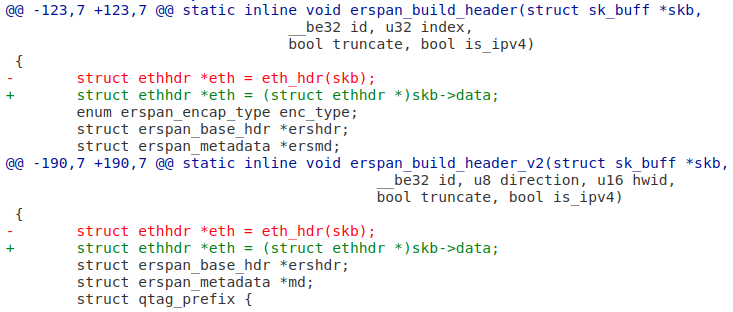 @@ -123,7 +123,7 @@ static inline void erspan_build_header(struct sk_buff *skb,
                                __be32 id, u32 index,
                                bool truncate, bool is_ipv4)
 {
-       struct ethhdr *eth = eth_hdr(skb);
+       struct ethhdr *eth = (struct ethhdr *)skb->data;
        enum erspan_encap_type enc_type;
        struct erspan_base_hdr *ershdr;
        struct erspan_metadata *ersmd;
@@ -190,7 +190,7 @@ static inline void erspan_build_header_v2(struct sk_buff *skb,
                                          __be32 id, u8 direction, u16 hwid,
                                          bool truncate, bool is_ipv4)
 {
-       struct ethhdr *eth = eth_hdr(skb);
+       struct ethhdr *eth = (struct ethhdr *)skb->data;
        struct erspan_base_hdr *ershdr;
        struct erspan_metadata *md;
        struct qtag_prefix {